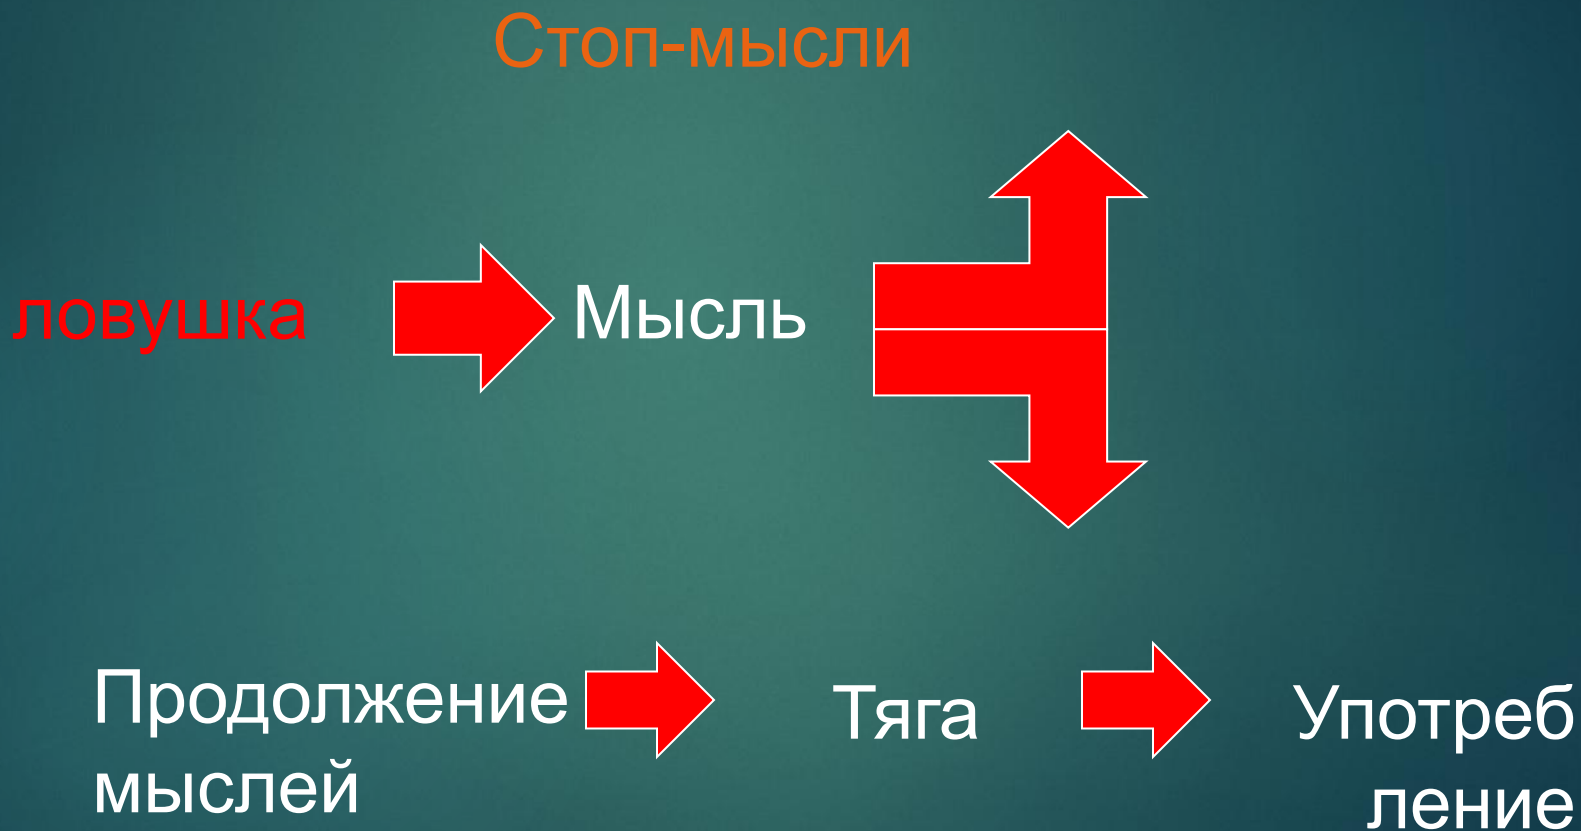 Стоп-мысли
ловушка
Мысль
Продолжение
мыслей
Тяга
Употреб
ление